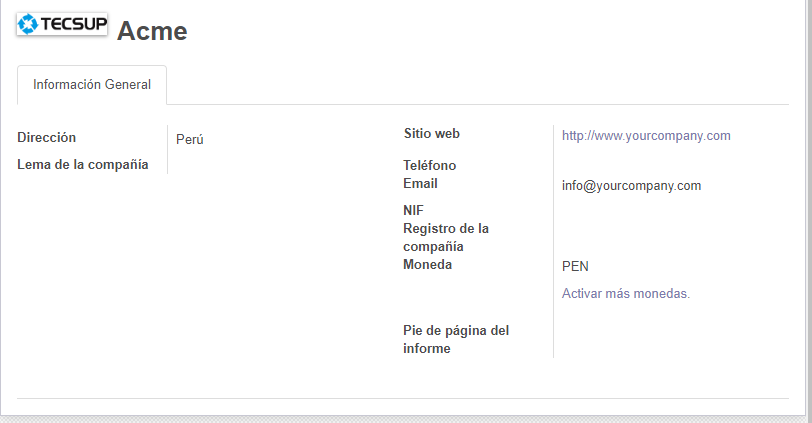 TECSUP
Acme
Información General
Dirección
Perú
Lema de la compañía
Sitio web
http://www.yourcompany.com
Teléfono
Email
info@yourcompany.com
NIF
Registro de la
compañía
Moneda
PEN
Activar más monedas.
Pie de página del
informe